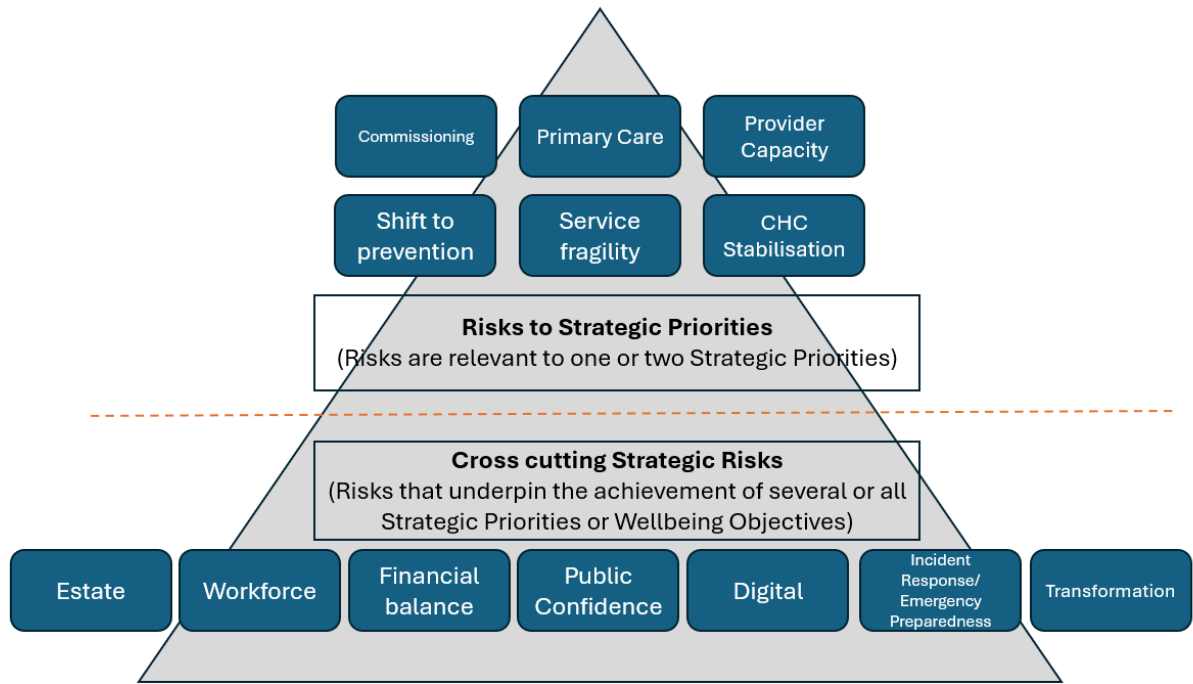 Commissioning
Primary Care
Provider
Capacity
Shift to
prevention
Service
fragility
CHC
Stabilisation
Risks to Strategic Priorities
(Risks are relevant to one or two Strategic Priorities)
Cross cutting Strategic Risks
(Risks that underpin the achievement of several or all
Strategic Priorities or Wellbeing Objectives)
Estate
Workforce
Financial
balance
Public
Confidence
Digital
Incident
Response/
Emergency
Preparedness
Transformation